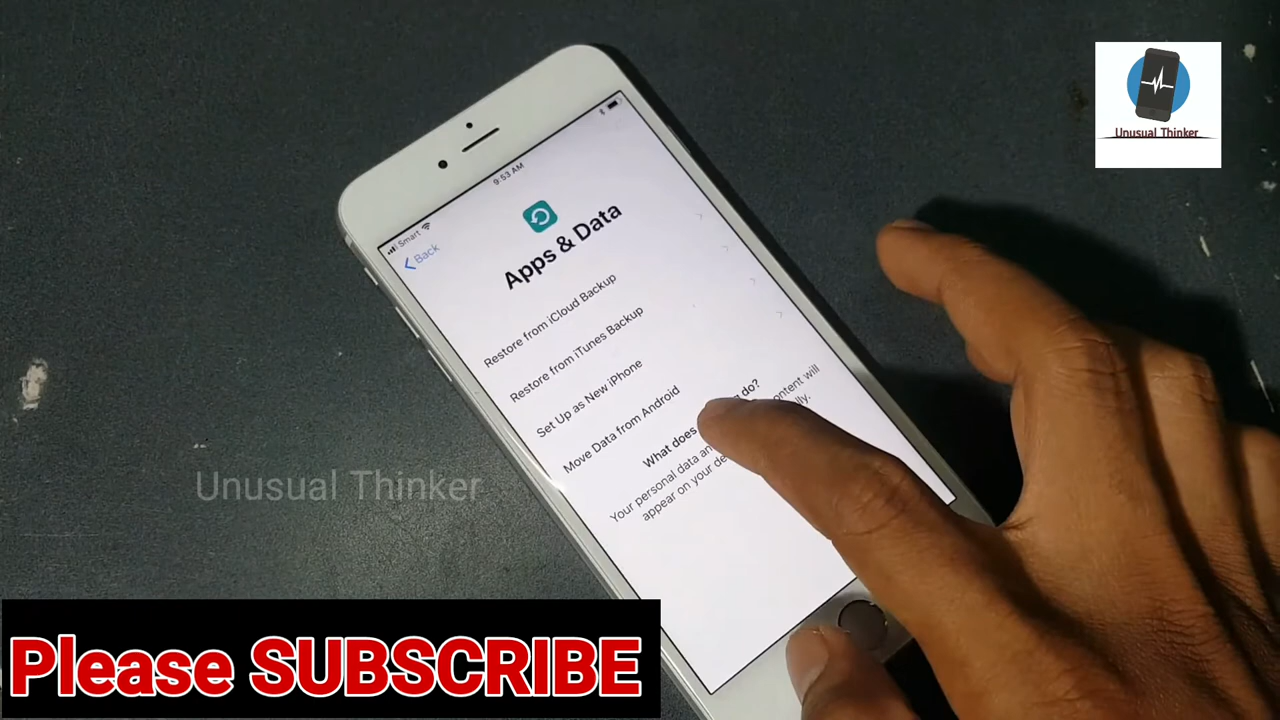 Unusual Thinker
Smart
9:53 AM
Back
Apps & Data
Restore from iCloud Backup
Restore from iTunes Backup
Set Up as New iPhone
Move Data from Android
What does do?
Your personal data an content will
appear on your de ally.
Unusual Thinker
Please SUBSCRIBE